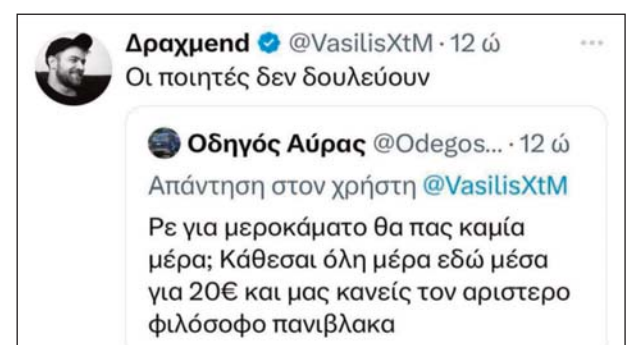 Δραχμend @VasilisXtM · 12 ώ
Οι ποιητές δεν δουλεύουν
Οδηγός Αύρας @Odegos... · 12 ώ
Απάντηση στον χρήστη @VasilisXtM
Ρε για μεροκάματο θα πας καμία
μέρα; Κάθεσαι όλη μέρα εδώ μέσα
για 20€ και μας κανείς τον αριστερο
φιλόσοφο πανιβλακα